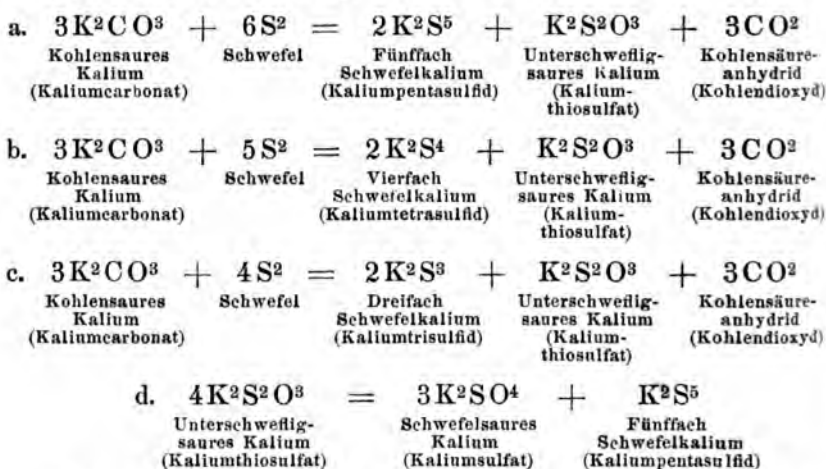 a. 3K²CO³ + 6S² = 2K²S⁵ + K²S²O³ + 3CO²
Kohlensaures Schwefel Fünffach Unterschweflig- Kohlensäure-
Kalium Schwefelkalium saures Kalium anhydrid
(Kaliumcarbonat) (Kaliumpentasulfid) (Kalium- (Kohlendioxyd)
thiosulfat)
b. 3K²CO³ + 5S² = 2K²S⁴ + K²S²O³ + 3CO²
Kohlensaures Schwefel Vierfach Unterschweflig- Kohlensäure-
Kalium Schwefelkalium saures Kalium anhydrid
(Kaliumcarbonat) (Kaliumtetrasulfid) (Kalium- (Kohlendioxyd)
thiosulfat)
c. 3K²CO³ + 4S² = 2K²S³ + K²S²O³ + 3CO²
Kohlensaures Schwefel Dreifach Unterschweflig- Kohlensäure-
Kalium Schwefelkalium saures Kalium anhydrid
(Kaliumcarbonat) (Kaliumtrisulfid) (Kalium- (Kohlendioxyd)
thiosulfat)
d. 4K²S²O³ = 3K²SO⁴ + K²S⁵
Unterschweflig- Schwefelsaures Fünffach
saures Kalium Kalium Schwefelkalium
(Kaliumthiosulfat) (Kaliumsulfat) (Kaliumpentasulfid)